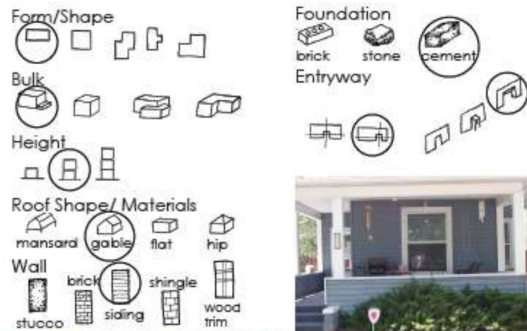 Form/Shape
Bulk
Height
Roof Shape/ Materials
mansard gable flat hip
Wall
brick shingle
stucco siding wood
trim
Foundation
brick stone cement
Entryway